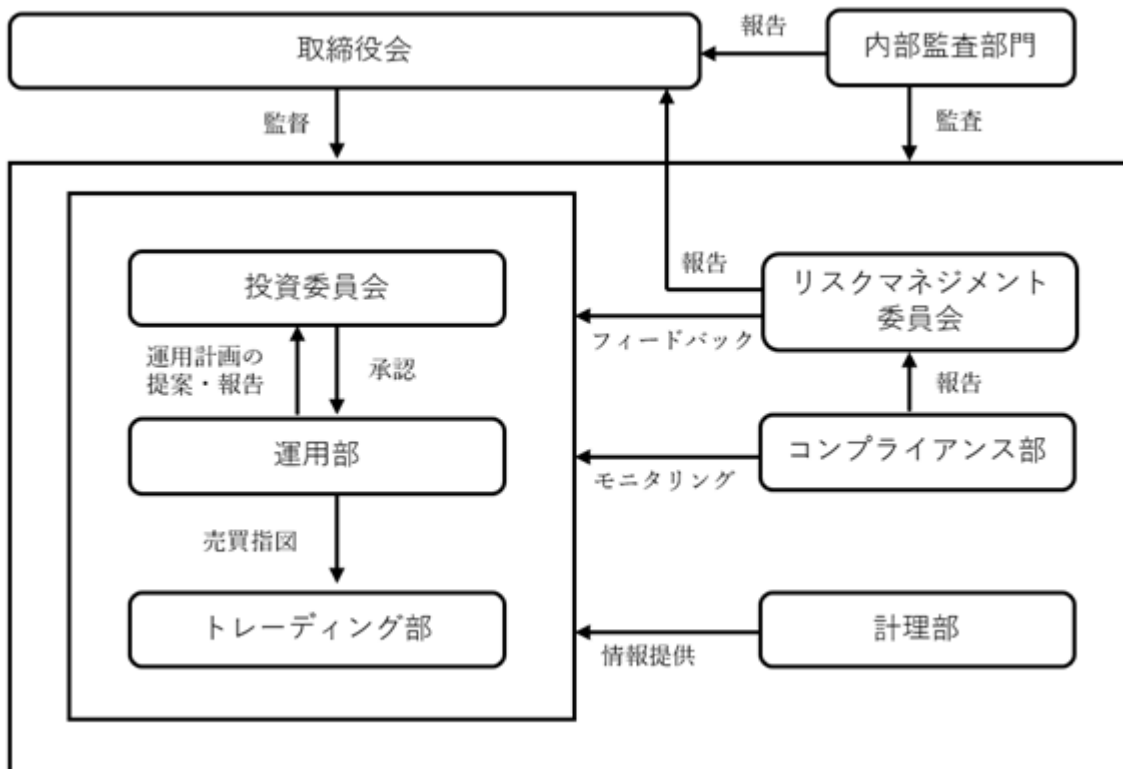 取締役会
報告
内部監査部門
監督
監査
投資委員会
報告
リスクマネジメント
委員会
フィードバック
運用計画の
提案・報告
承認
報告
運用部
モニタリング
コンプライアンス部
売買指図
トレーディング部
情報提供
計理部